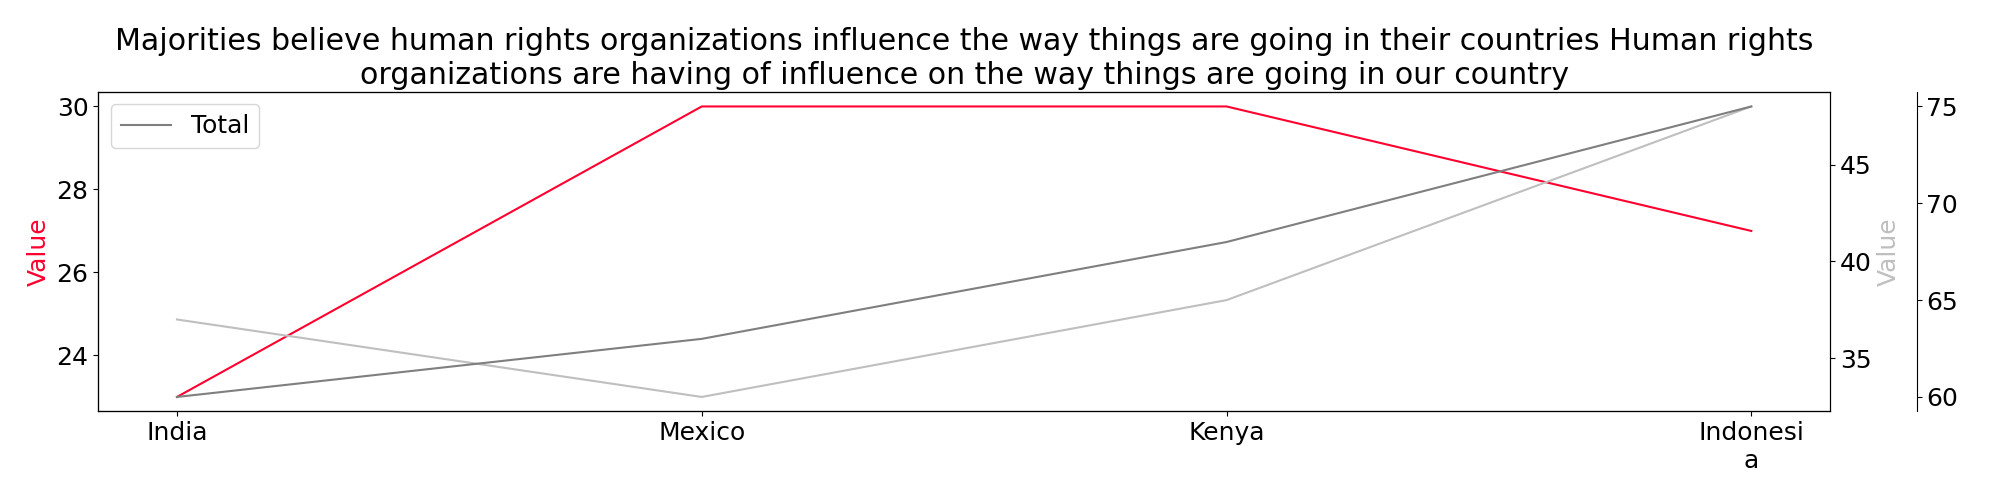 Majorities believe human rights organizations influence the way things are going in their countries Human rights
organizations are having of influence on the way things are going in our country
30
28
26
24
Value
Total
45
40
35
Value
75
70
65
60
India
Mexico
Kenya
Indonesi
a